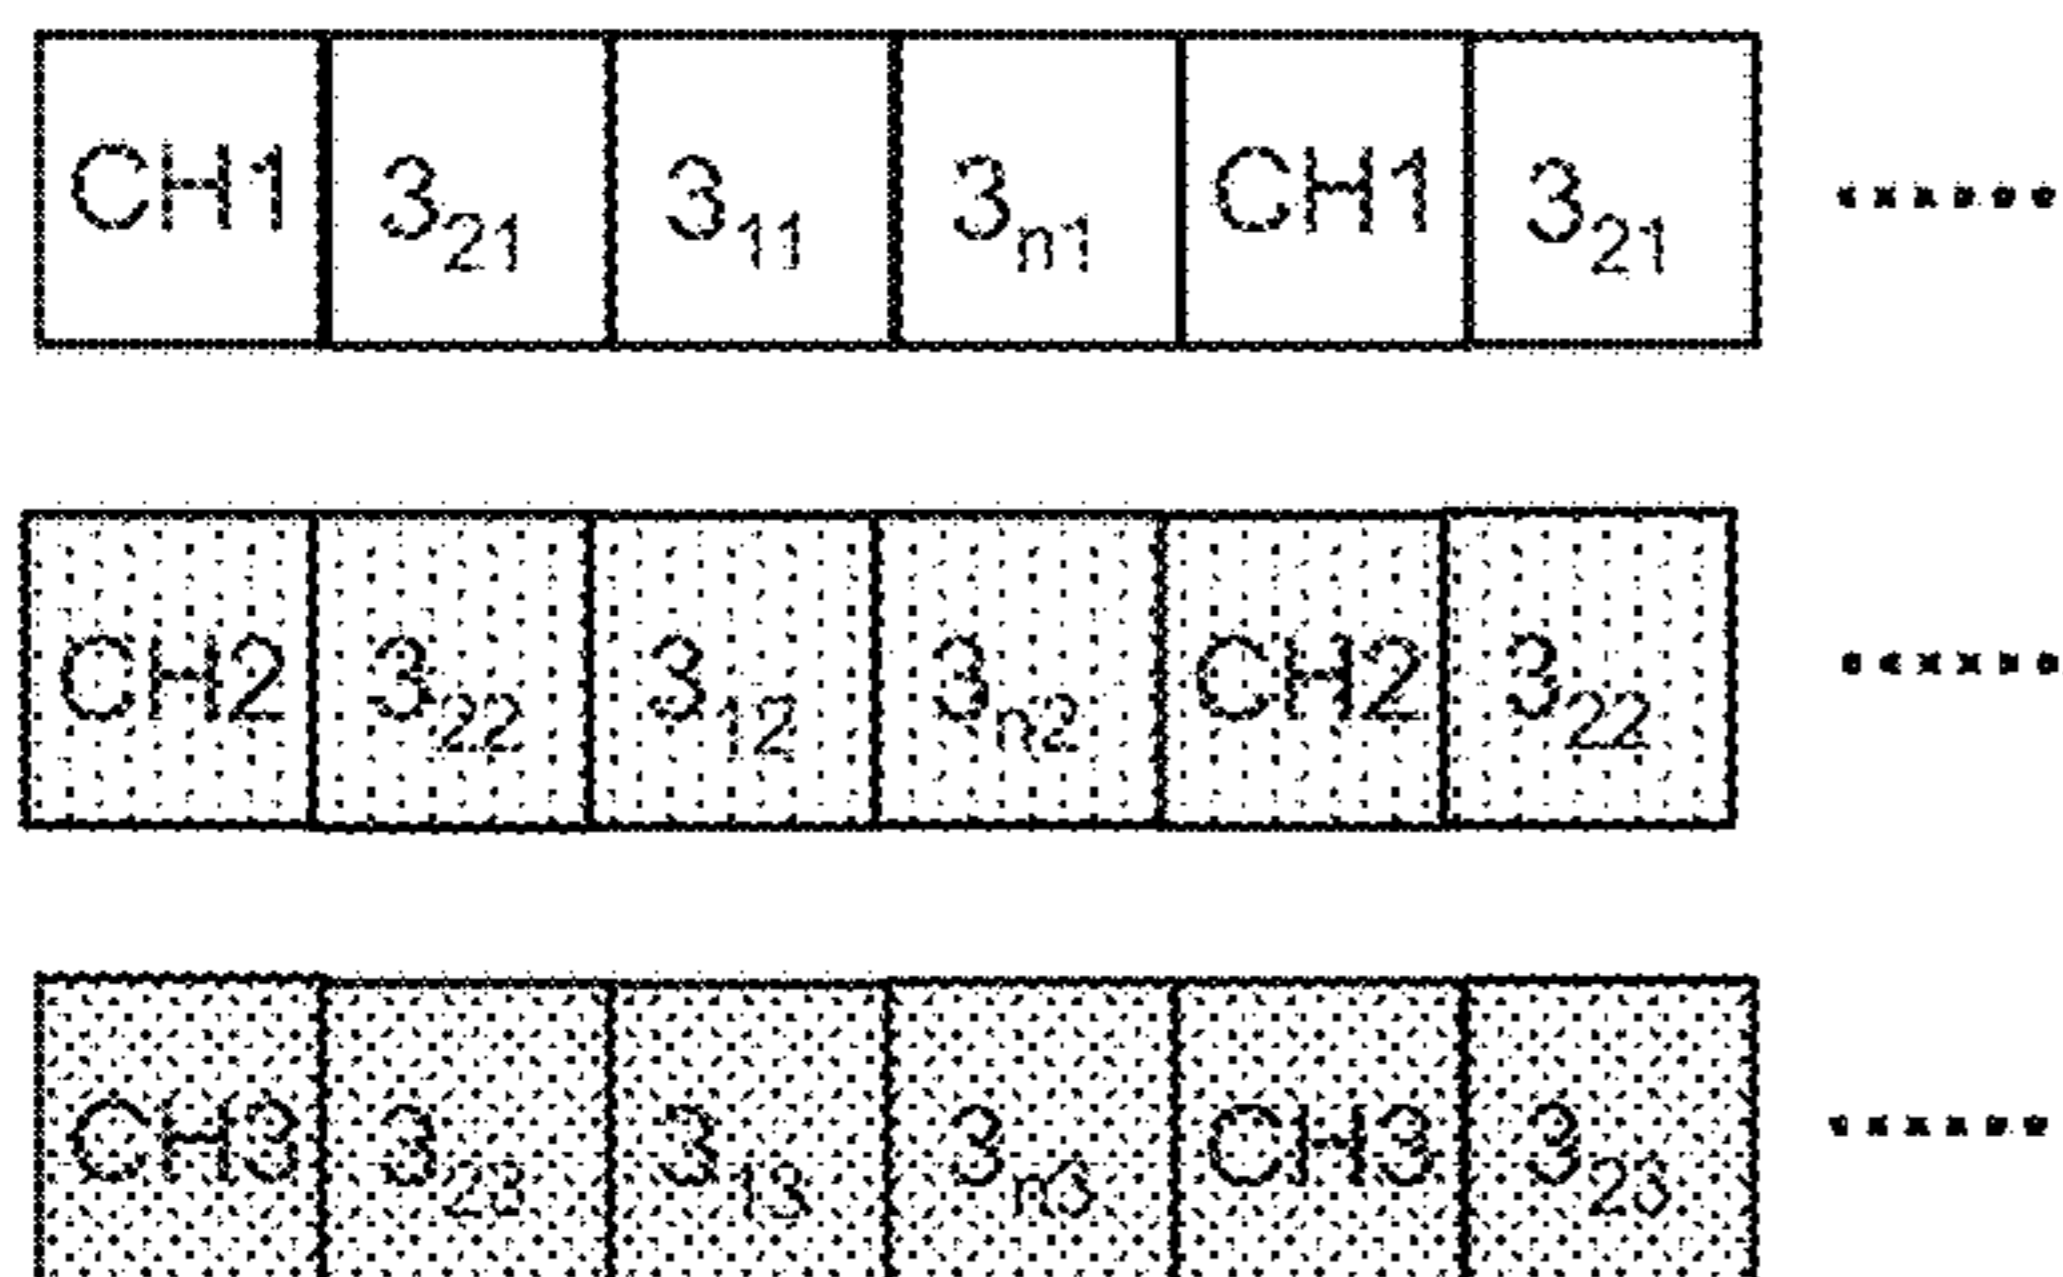 CH1 3₂₁ 3₁₁ 3ₙ₁ CH1 3₂₁ ......
CH2 3₂₂ 3₁₂ 3ₙ₂ CH2 3₂₂ ......
CH3 3₂₃ 3₁₃ 3ₙ₃ CH3 3₂₃ ......